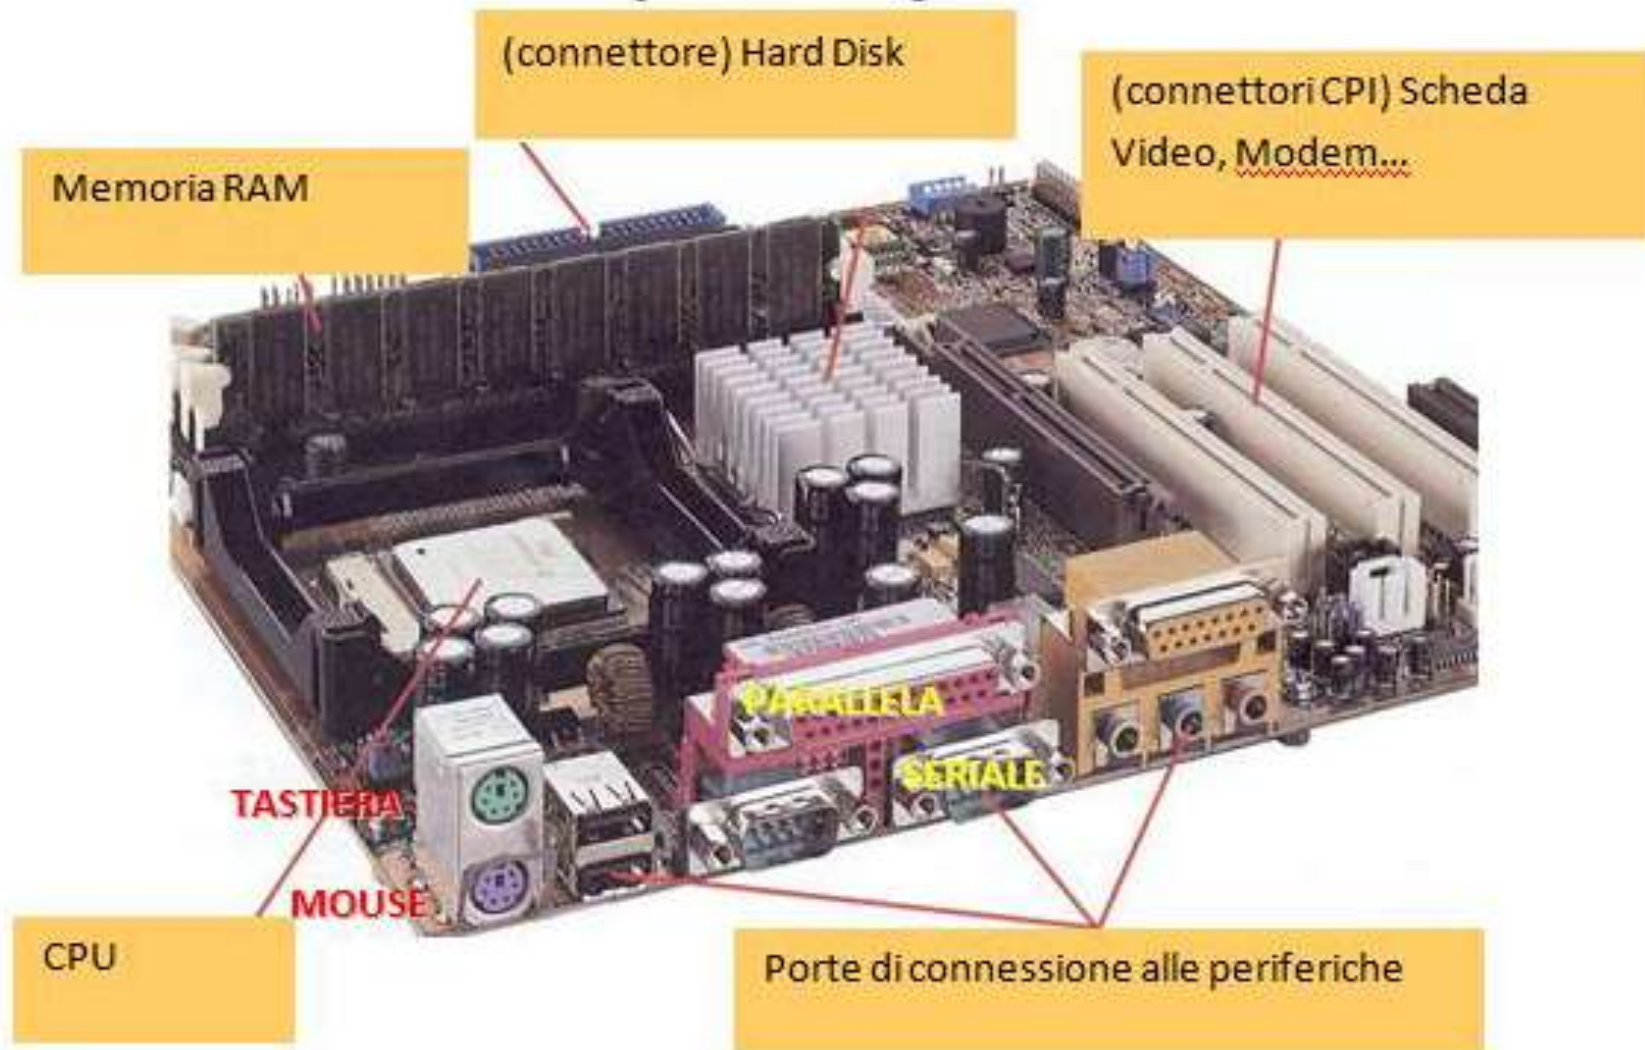 (connettore) Hard Disk
(connettori CPI) Scheda
Video, Modem...
Memoria RAM
PARALLELA
SERIALE
TASTIERA
MOUSE
CPU
Porte di connessione alle periferiche